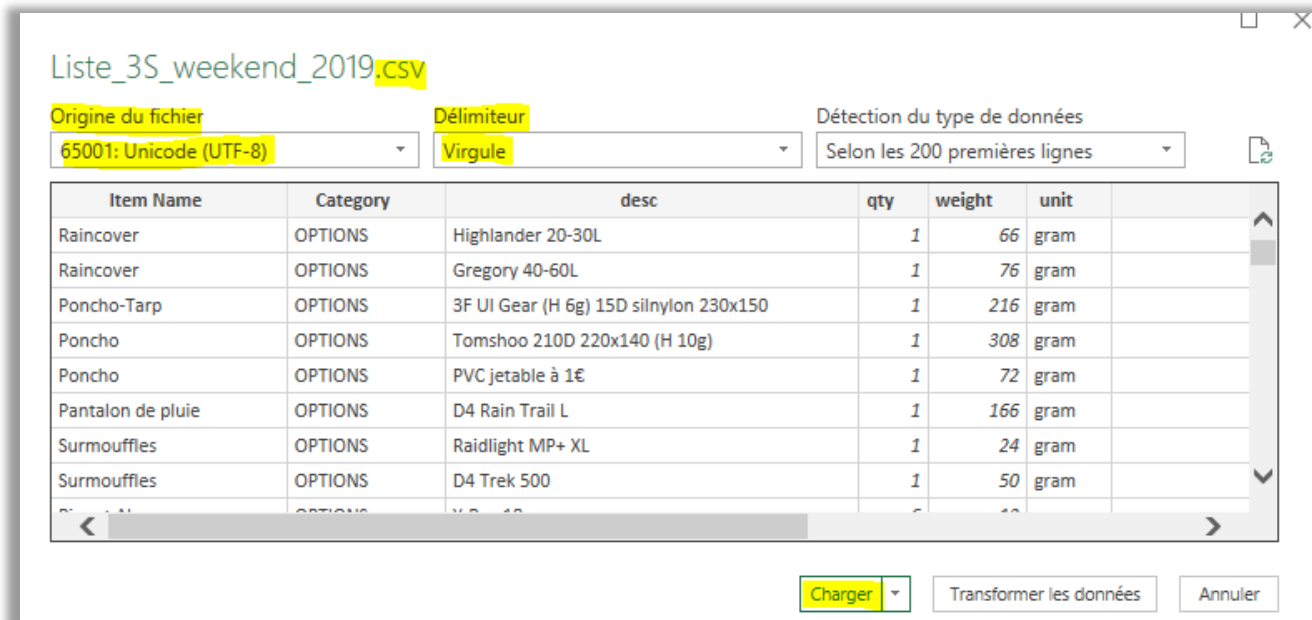 Liste_3S_weekend_2019.csv
Origine du fichier Délimiteur Détection du type de données
65001: Unicode (UTF-8) Virgule Selon les 200 premières lignes
Item Name Category desc qty weight unit
Raincover OPTIONS Highlander 20-30L 1 66 gram
Raincover OPTIONS Gregory 40-60L 1 76 gram
Poncho-Tarp OPTIONS 3F Ul Gear (H 6g) 15D silnylon 230x150 1 216 gram
Poncho OPTIONS Tomshoo 210D 220x140 (H 10g) 1 308 gram
Poncho OPTIONS PVC jetable à 1€ 1 72 gram
Pantalon de pluie OPTIONS D4 Rain Trail L 1 166 gram
Surmouffles OPTIONS Raidlight MP+ XL 1 24 gram
Surmouffles OPTIONS D4 Trek 500 1 50 gram
Charger Transformer les données Annuler